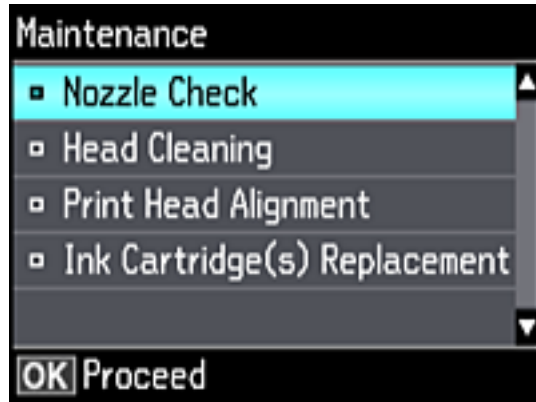 Maintenance
Nozzle Check
Head Cleaning
Print Head Alignment
Ink Cartridge(s) Replacement
OK Proceed